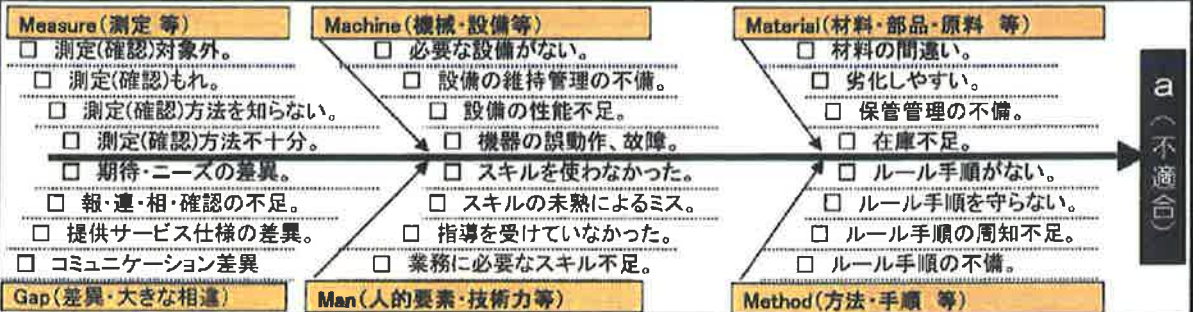 Measure(測定 等)
□ 測定(確認)対象外。
□ 測定(確認)もれ。
□ 測定(確認)方法を知らない。
□ 測定(確認)方法不十分。
□ 期待・ニーズの差異。
□ 報・連・相・確認の不足。
□ 提供サービス仕様の差異。
□ コミュニケーション差異
Gap(差異・大きな相違)
Machine(機械・設備等)
□ 必要な設備がない。
□ 設備の維持管理の不備。
□ 設備の性能不足。
□ 機器の誤動作、故障。
□ スキルを使わなかった。
□ スキルの未熟によるミス。
□ 指導を受けていなかった。
□ 業務に必要なスキル不足。
Man(人的要素・技術力等)
Material(材料・部品・原料 等)
□ 材料の間違い。
□ 劣化しやすい。
□ 保管管理の不備。
□ 在庫不足。
□ ルール手順がない。
□ ルール手順を守らない。
□ ルール手順の周知不足。
□ ルール手順の不備。
Method(方法・手順 等)
a(不適合)